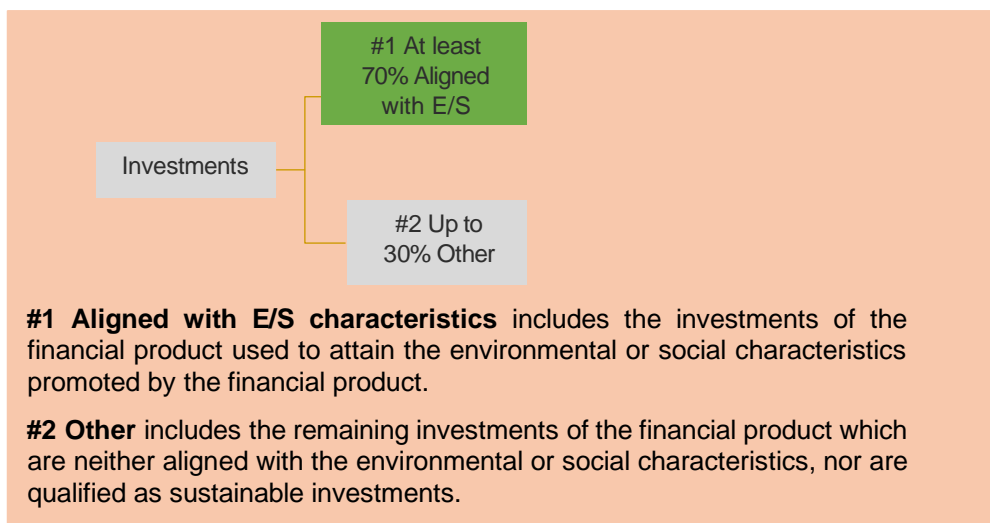 #1 At least
70% Aligned
with E/S
Investments
#2 Up to
30% Other
#1 Aligned with E/S characteristics includes the investments of the
financial product used to attain the environmental or social characteristics
promoted by the financial product.
#2 Other includes the remaining investments of the financial product which
are neither aligned with the environmental or social characteristics, nor are
qualified as sustainable investments.